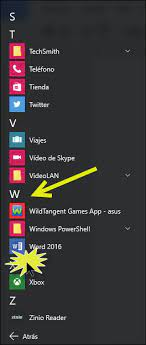 S
T
TechSmith
Teléfono
Tienda
Twitter
V
Viajes
Vídeo de Skype
VideoLAN
W
WildTangent Games App - asus
Windows PowerShell
Word 2016
Xbox
Z
Zinio Reader
Atrás